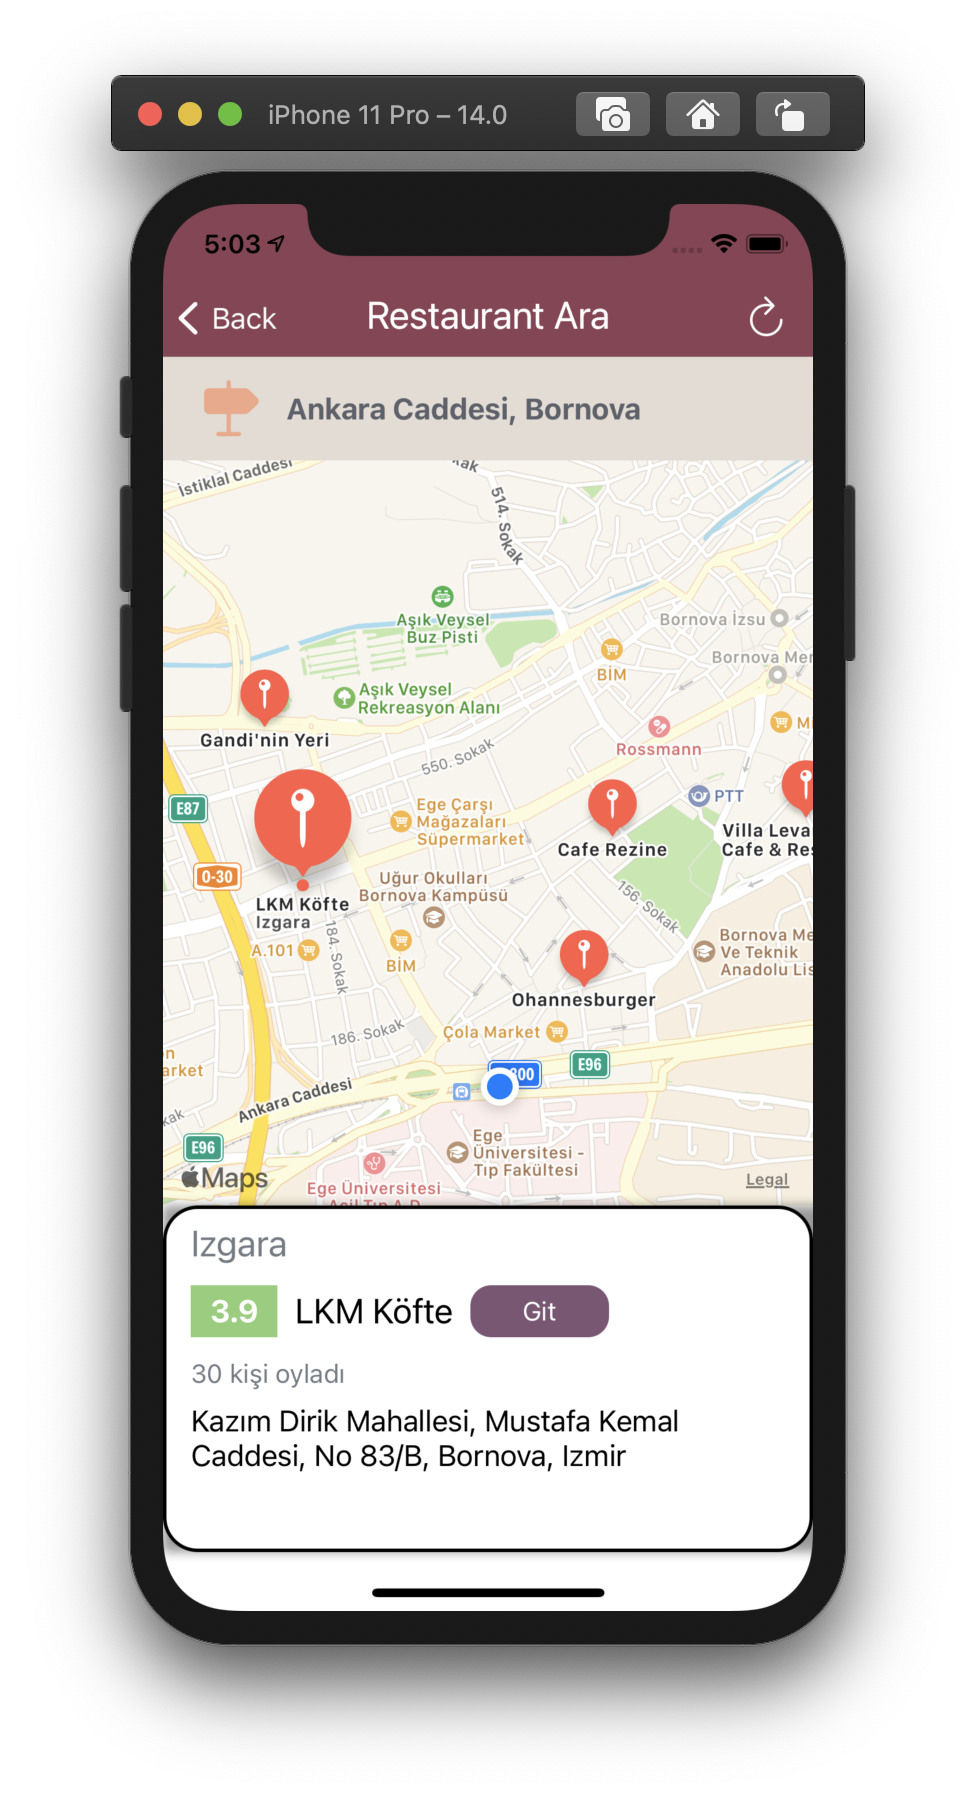 iPhone 11 Pro – 14.0
5:03
Back
Restaurant Ara
Ankara Caddesi, Bornova
İstiklal Caddesi
514. Sokak
Aşık Veysel
Buz Pisti
Bornova İzsu
BİM
Bornova Mer
Aşık Veysel
Rekreasyon Alanı
Gandi'nin Yeri
550. Sokak
Rossmann
Mi
E87
Ege Çarşı
Mağazaları
Süpermarket
PTT
Cafe Rezine
Villa Leva
Cafe & Res
O-30
Uğur Okulları
Bornova Kampüsü
156. Sokak
LKM Köfte
Izgara
A.101
184. Sokak
BİM
Bornova Me
Ve Teknik
Anadolu Lis
Ohannesburger
186. Sokak
Çola Market
E96
Ankara Caddesi
E96
Ege
Üniversitesi -
Tıp Fakültesi
Maps
Ege Üniversitesi
Legal
Izgara
3.9
LKM Köfte
Git
30 kişi oyladı
Kazım Dirik Mahallesi, Mustafa Kemal
Caddesi, No 83/B, Bornova, Izmir